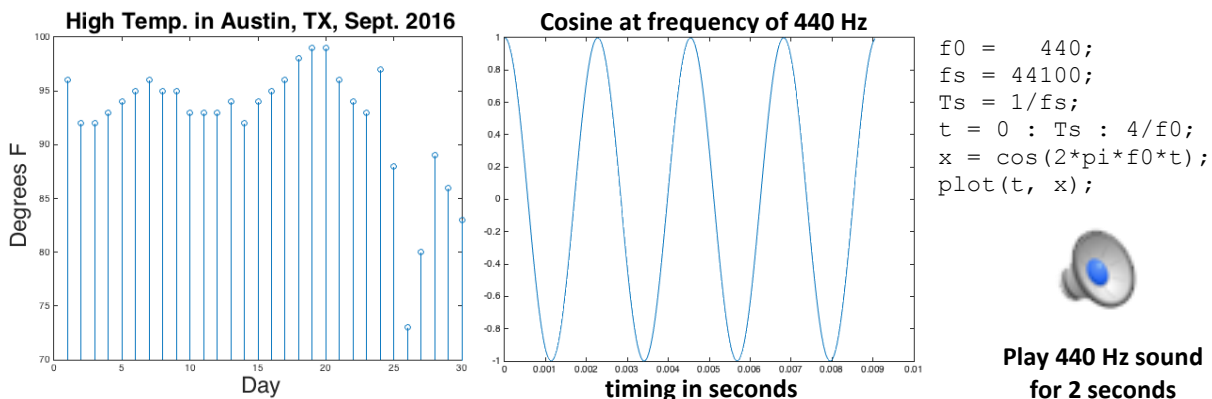 High Temp. in Austin, TX, Sept. 2016
100
95
90
85
80
75
70
Degrees F
0 5 10 15 20 25 30
Day
Cosine at frequency of 440 Hz
1
0.8
0.6
0.4
0.2
0
-0.2
-0.4
-0.6
-0.8
-1
0 0.001 0.002 0.003 0.004 0.005 0.006 0.007 0.008 0.009 0.01
timing in seconds
f0 = 440;
fs = 44100;
Ts = 1/fs;
t = 0 : Ts : 4/f0;
x = cos(2*pi*f0*t);
plot(t, x);
Play 440 Hz sound
for 2 seconds